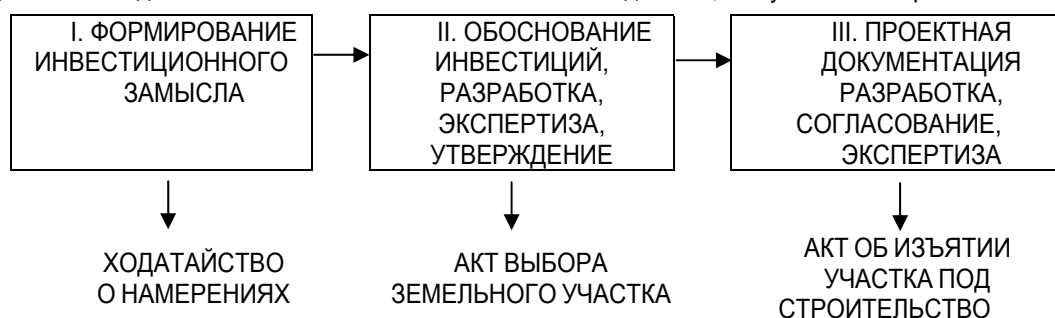 I. ФОРМИРОВАНИЕ
ИНВЕСТИЦИОННОГО
ЗАМЫСЛА
II. ОБОСНОВАНИЕ
ИНВЕСТИЦИЙ,
РАЗРАБОТКА,
ЭКСПЕРТИЗА,
УТВЕРЖДЕНИЕ
III. ПРОЕКТНАЯ
ДОКУМЕНТАЦИЯ
РАЗРАБОТКА,
СОГЛАСОВАНИЕ,
ЭКСПЕРТИЗА
ХОДАТАЙСТВО
О НАМЕРЕНИЯХ
АКТ ВЫБОРА
ЗЕМЕЛЬНОГО УЧАСТКА
АКТ ОБ ИЗЪЯТИИ
УЧАСТКА ПОД
СТРОИТЕЛЬСТВО